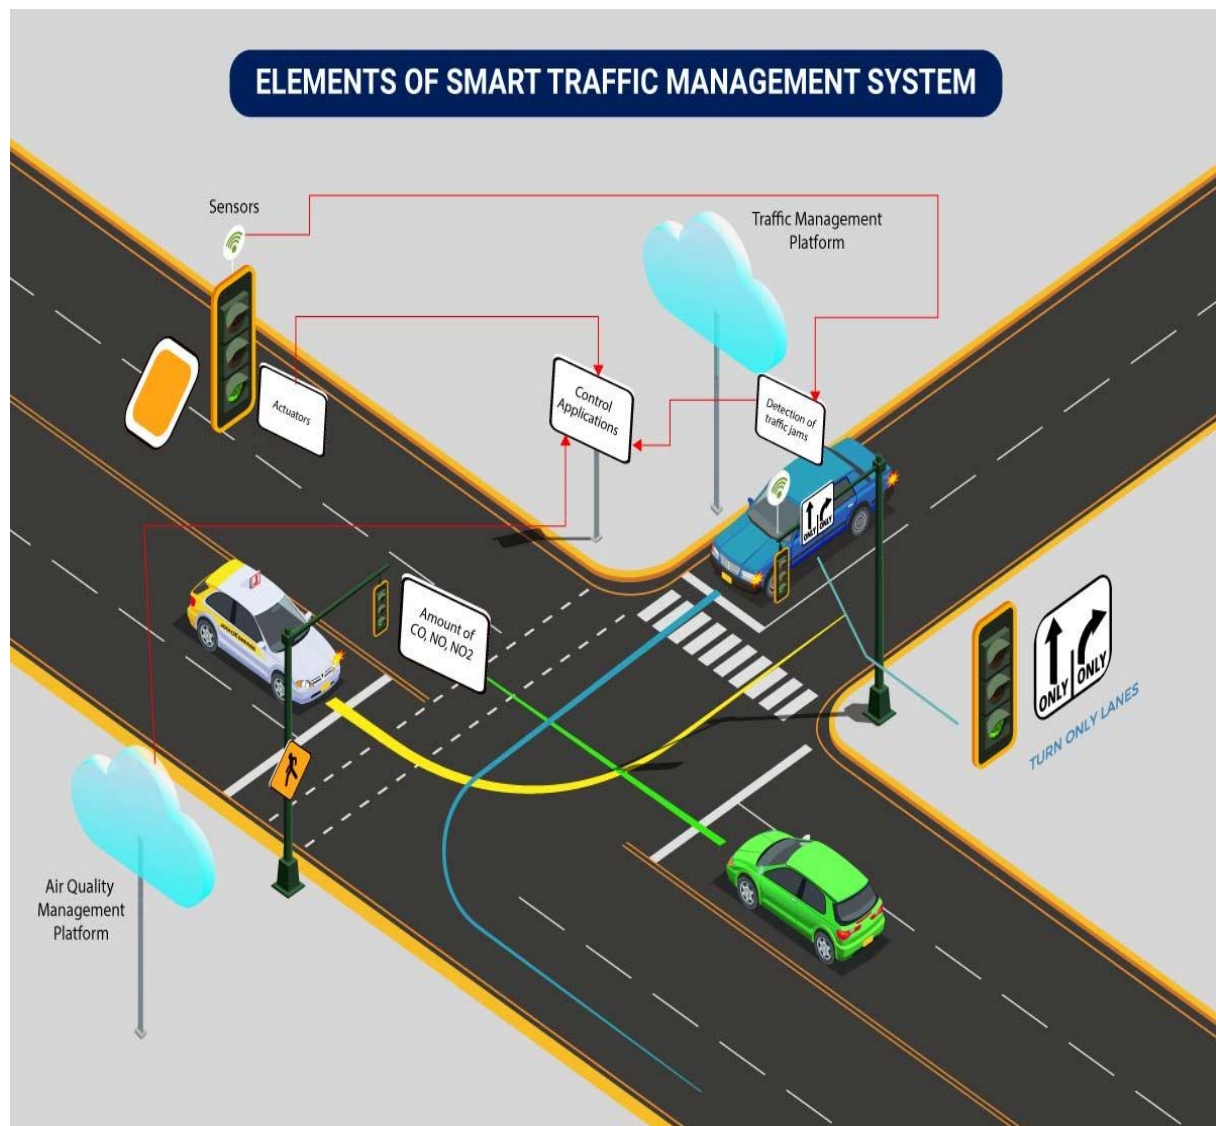 ELEMENTS OF SMART TRAFFIC MANAGEMENT SYSTEM
Sensors
Traffic Management
Platform
Actuators
Control
Applications
Detection of
traffic jams
ONLY
ONLY
Amount of
CO, NO, NO2
ONLY
ONLY
TURN ONLY LANES
Air Quality
Management
Platform